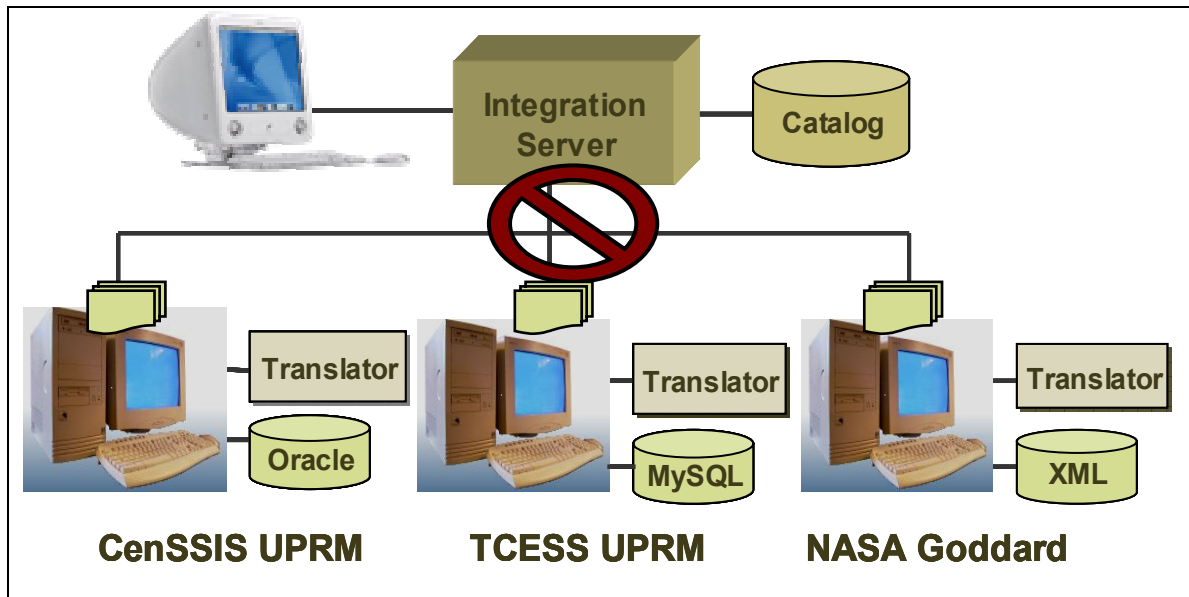 Integration
Server
Catalog
Translator
Oracle
Translator
MySQL
Translator
XML
CenSSIS UPRM
TCESS UPRM
NASA Goddard